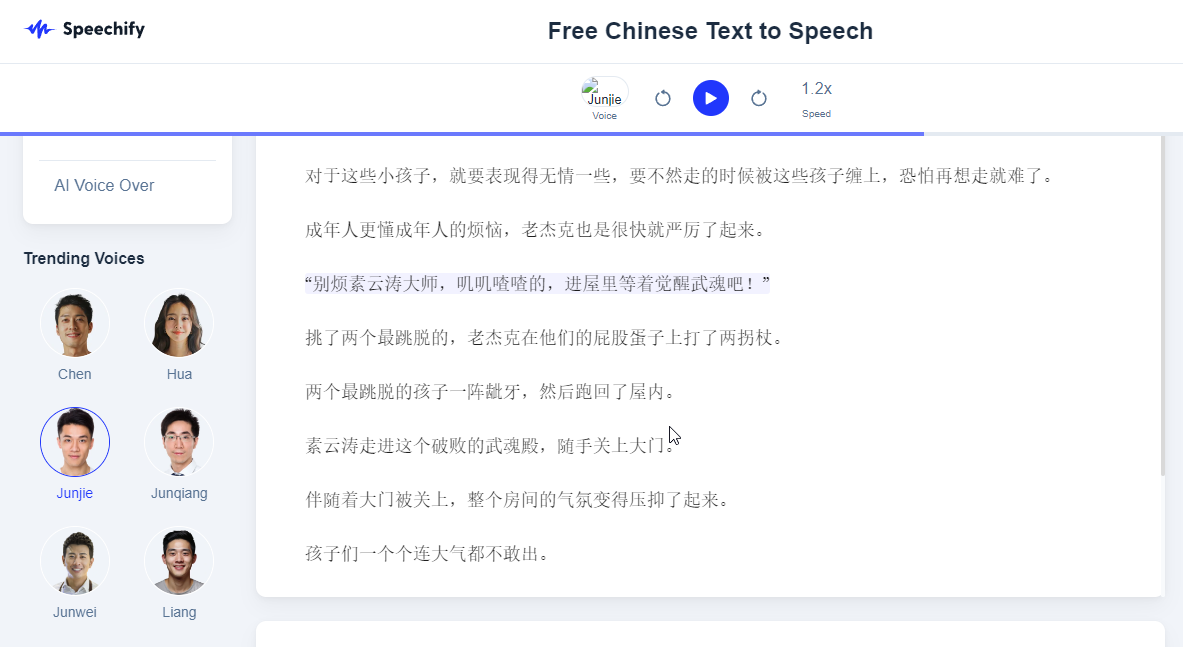 Speechify
Free Chinese Text to Speech
Junjie
Voice
1.2x
Speed
AI Voice Over
Trending Voices
Chen
Hua
Junjie
Junqiang
Junwei
Liang
对于这些小孩子，就要表现得无情一些，要不然走的时候被这些孩子缠上，恐怕再想走就难了。
成年人更懂成年人的烦恼，老杰克也是很快就严厉了起来。
“别烦素云涛大师，叽叽喳喳的，进屋里等着觉醒武魂吧！”
挑了两个最跳脱的，老杰克在他们的屁股蛋子上打了两拐杖。
两个最跳脱的孩子一阵龇牙，然后跑回了屋内。
素云涛走进这个破败的武魂殿，随手关上大门。
伴随着大门被关上，整个房间的气氛变得压抑了起来。
孩子们一个个连大气都不敢出。